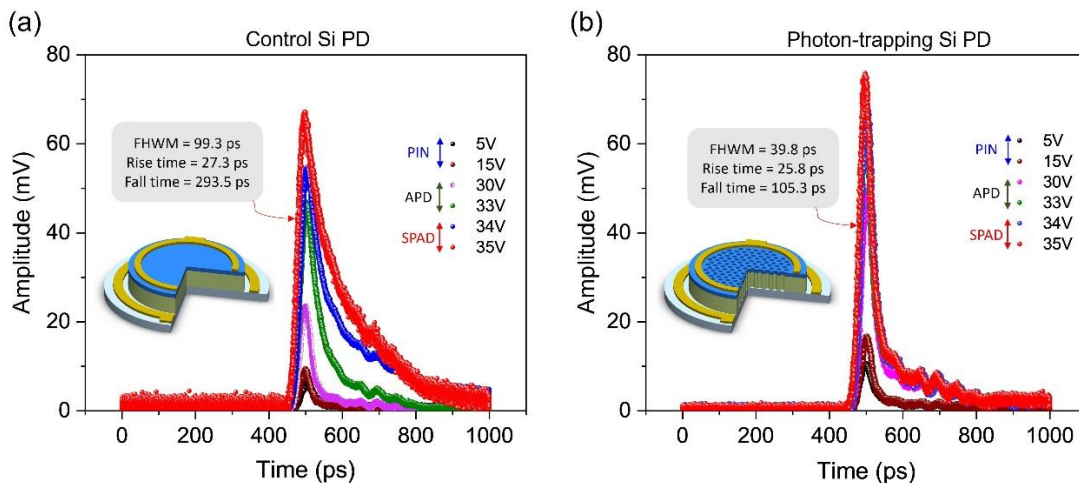 (a)
Control Si PD
80
60
40
20
0
Amplitude (mV)
FHWM = 99.3 ps
Rise time = 27.3 ps
Fall time = 293.5 ps
PIN
APD
SPAD
5V
15V
30V
33V
34V
35V
0 200 400 600 800 1000
Time (ps)
(b)
Photon-trapping Si PD
80
60
40
20
0
Amplitude (mV)
FHWM = 39.8 ps
Rise time = 25.8 ps
Fall time = 105.3 ps
PIN
APD
SPAD
5V
15V
30V
33V
34V
35V
0 200 400 600 800 1000
Time (ps)